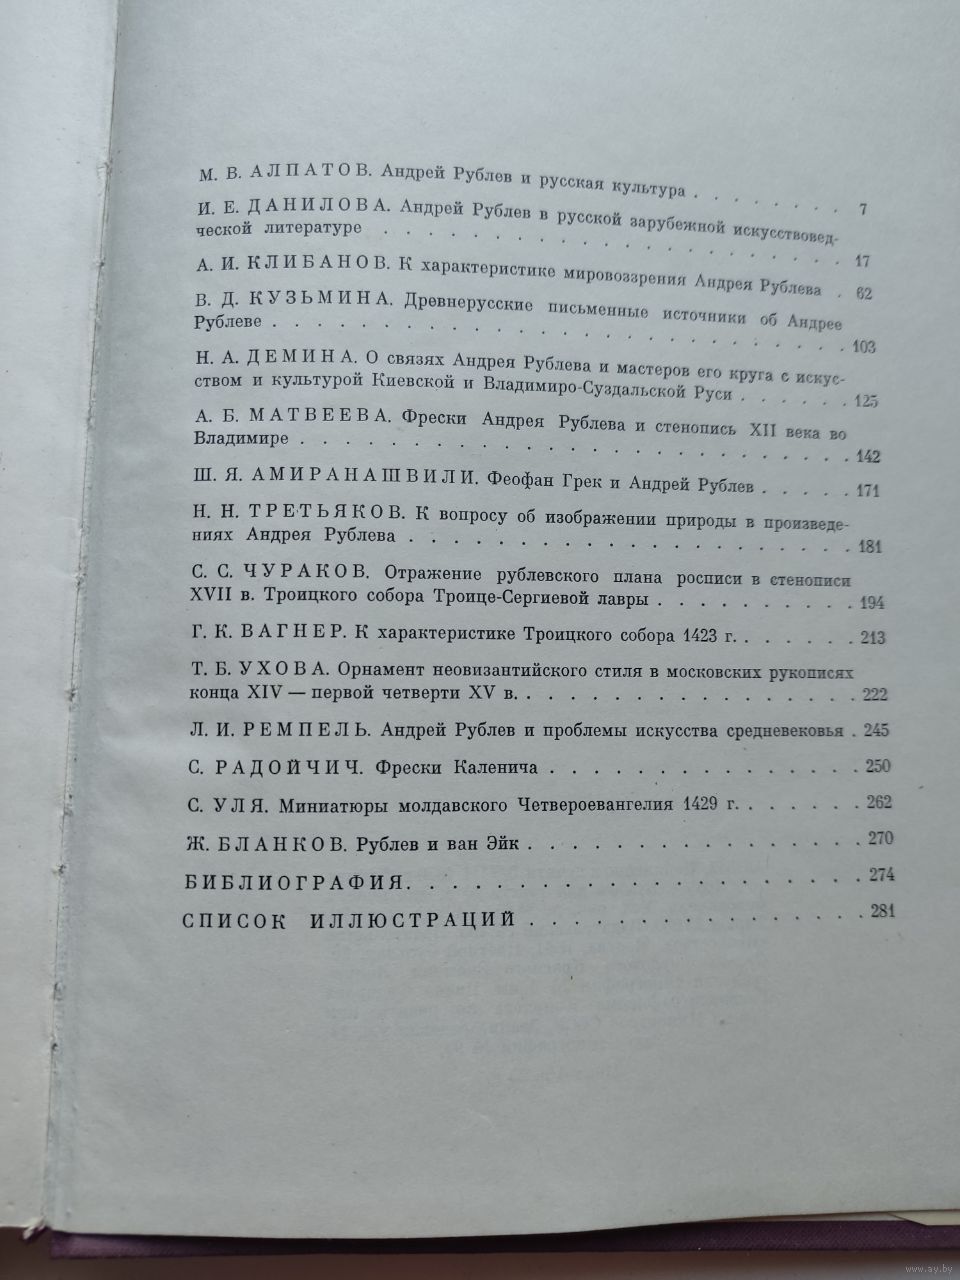 М. В. АЛПАТОВ. Андрей Рублев и русская культура . . . . . . . . 7
И. Е. ДАНИЛОВА. Андрей Рублев в русской зарубежной искусствовед-
ческой литературе . . . . . . . . . . . . . . . . . . 17
А. И. КЛИБАНОВ. К характеристике мировоззрения Андрея Рублева . 62
В. Д. КУЗЬМИНА. Древнерусские письменные источники об Андрее
Рублеве . . . . . . . . . . . . . . . . . . . . . . 103
Н. А. ДЕМИНА. О связях Андрея Рублева и мастеров его круга с искус-
ством и культурой Киевской и Владимиро-Суздальской Руси . . . . . . 125
А. Б. МАТВЕЕВА. Фрески Андрея Рублева и стенопись XII века во
Владимире . . . . . . . . . . . . . . . . . . . . . 142
Ш. Я. АМИРАНАШВИЛИ. Феофан Грек и Андрей Рублев . . . . . 171
Н. Н. ТРЕТЬЯКОВ. К вопросу об изображении природы в произведе-
ниях Андрея Рублева . . . . . . . . . . . . . . . . . 181
С. С. ЧУРАКОВ. Отражение рублевского плана росписи в стенописи
XVII в. Троицкого собора Троице-Сергиевой лавры . . . . . . . . . 194
Г. К. ВАГНЕР. К характеристике Троицкого собора 1423 г. . . . . . . 213
Т. Б. УХОВА. Орнамент неовизантийского стиля в московских рукописях
конца XIV — первой четверти XV в. . . . . . . . . . . . . . . 222
Л. И. РЕМПЕЛЬ. Андрей Рублев и проблемы искусства средневековья . 245
С. РАДОЙЧИЧ. Фрески Каленича . . . . . . . . . . . . . . 250
С. УЛЯ. Миниатюры молдавского Четвероевангелия 1429 г. . . . . . . 262
Ж. БЛАНКОВ. Рублев и ван Эйк . . . . . . . . . . . . . . . 270
БИБЛИОГРАФИЯ. . . . . . . . . . . . . . . . . . . . . 274
СПИСОК ИЛЛЮСТРАЦИЙ . . . . . . . . . . . . . . . 281
www.ay.by